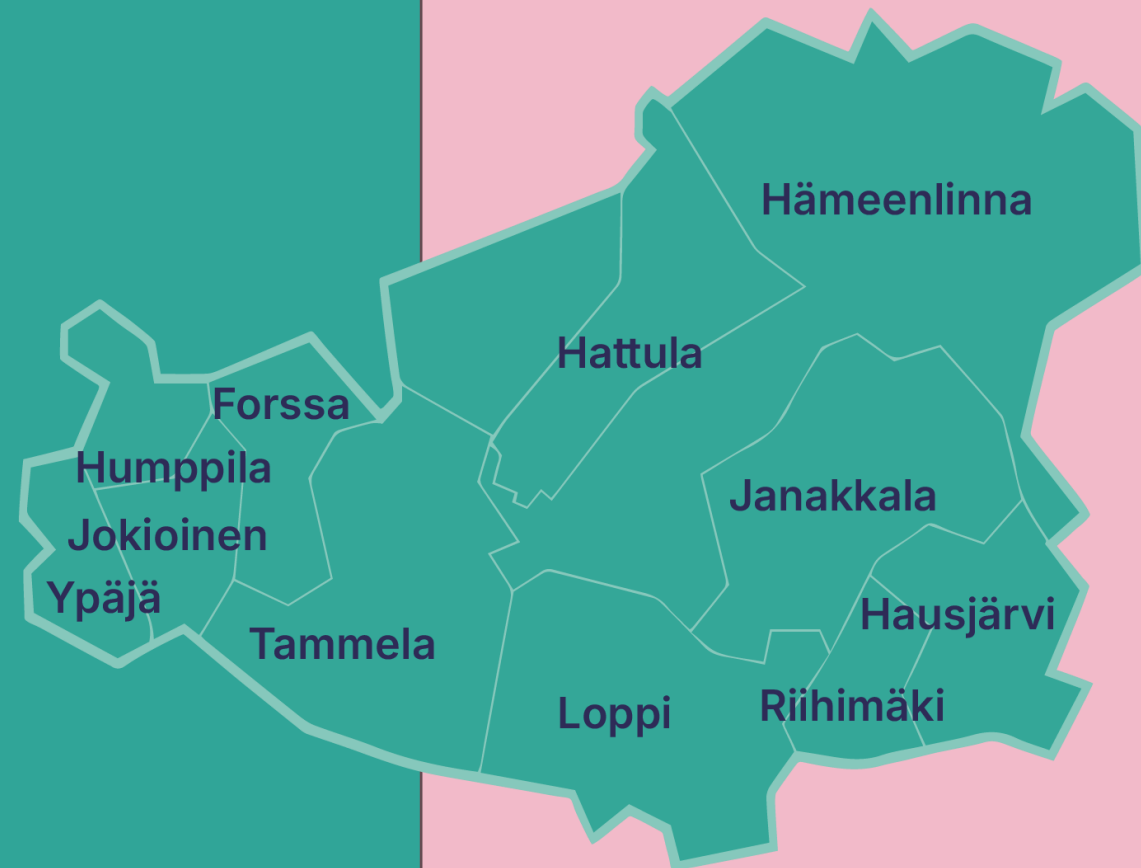 Hämeenlinna
Hattula
Forssa
Humppila
Janakkala
Jokioinen
Ypäjä
Hausjärvi
Tammela
Riihimäki
Loppi